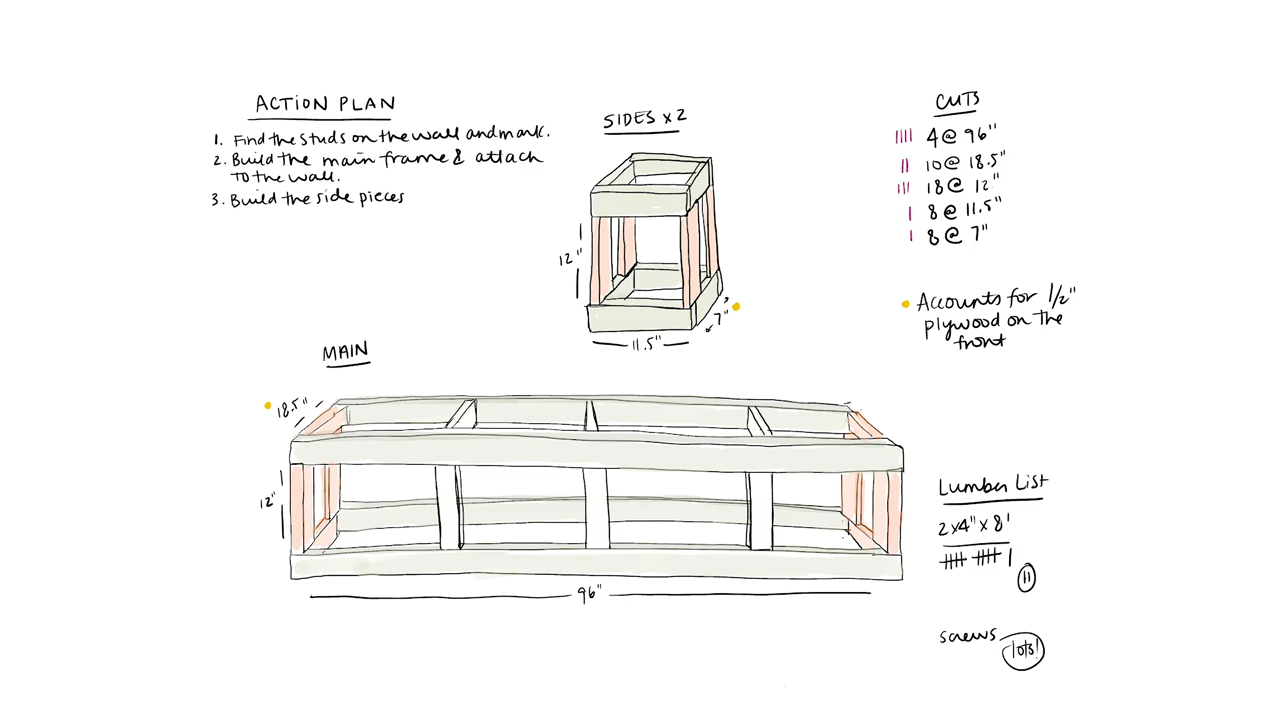 ACTION PLAN
1. Find the studs on the wall and mark.
2. Build the main frame & attach
to the wall.
3. Build the side pieces
SIDES x 2
12"
11.5"
7"
CUTS
|||| 4 @ 96"
|| 10 @ 18.5"
||| 18 @ 12"
| 8 @ 11.5"
| 8 @ 7"
• Accounts for 1/2"
plywood on the
front
MAIN
18.5"
12"
96"
Lumber List
2x4" x 8'
11
screws
lots!